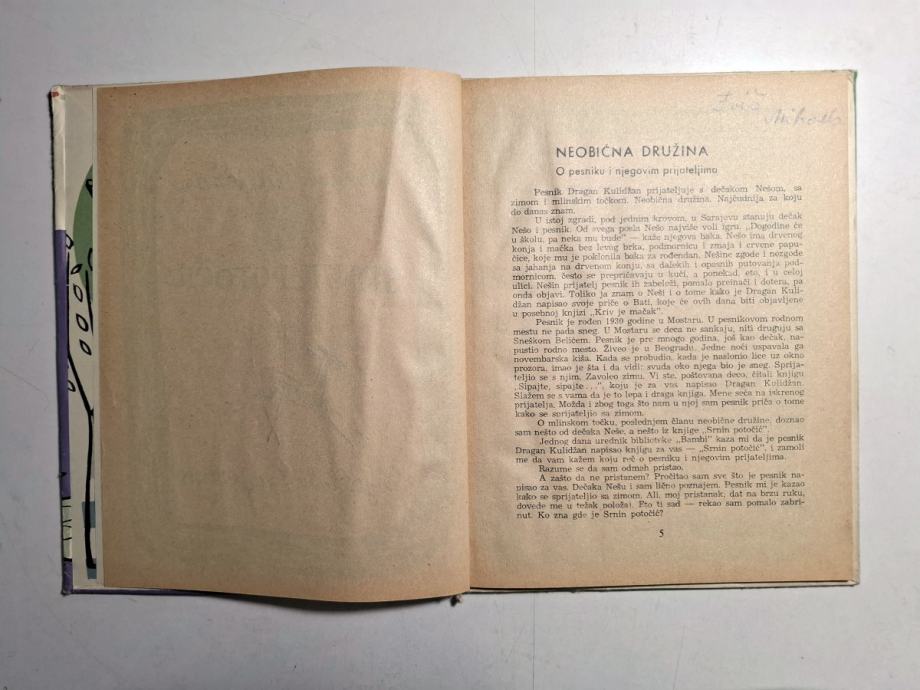 NEOBIČNA DRUŽINA
O pesniku i njegovim prijateljima
Pesnik Dragan Kulidžan prijateljuje s dečakom Nešom, sa
zimom i mlinskim točkom. Neobična družina. Najčudnija za koju
do danas znam.
U istoj zgradi, pod jednim krovom, u Sarajevu stanuju dečak
Nešo i pesnik. Od svega posla Nešo najviše voli igru. „Dogodine će
u školu, pa neka mu bude" — kaže njegova baka. Nešo ima drvenog
konja i mačka bez levog brka, podmornicu i zmaja i crvene papu-
čice, koje mu je poklonila baka za rođendan. Nešine zgode i nezgode
sa jahanja na drvenom konju, sa dalekih i opasnih putovanja pod-
mornicom, često se prepričavaju u kući, a ponekad, eto, i u celoj
ulici. Nešin prijatelj pesnik ih zabeleži, pomalo preinači i dotera, pa
onda objavi. Toliko ja znam o Neši i o tome kako je Dragan Kuli-
džan napisao svoje priče o Bati, koje će ovih dana biti objavljene
u posebnoj knjizi „Kriv je mačak".
Pesnik je rođen 1930 godine u Mostaru. U pesnikovom rodnom
mestu ne pada sneg. U Mostaru se deca ne sankaju, niti druguju sa
Sneškom Belićem. Pesnik je pre mnogo godina, još kao dečak, na-
pustio rodno mesto. Živeo je u Beogradu. Jedne noći uspavala ga
novembarska kiša. Kada se probudio, kada je naslonio lice uz okno
prozora, imao je šta i da vidi: svuda oko njega bio je sneg. Sprija-
teljio se s njim. Zavoleo zimu. Vi ste, poštovana deco, čitali knjigu
„Sipajte, sipajte...", koju je za vas napisao Dragan Kulidžan.
Slažem se s vama da je to lepa i draga knjiga. Mene seća na iskrenog
prijatelja. Možda i zbog toga što nam u njoj sam pesnik priča o tome
kako se sprijateljio sa zimom.
O mlinskom točku, poslednjem članu neobične družine, doznao
sam nešto od dečaka Neše, a nešto iz knjige „Srnin potočić".
Jednog dana urednik biblioteke „Bambi" kaza mi da je pesnik
Dragan Kulidžan napisao knjigu za vas — „Srnin potočić", i zamoli
me da vam kažem koju reč o pesniku i njegovim prijateljima.
Razume se da sam odmah pristao.
A zašto da ne pristanem? Pročitao sam sve što je pesnik na-
pisao za vas. Dečaka Nešu i sam lično poznajem. Pesnik mi je kazao
kako se sprijateljio sa zimom. Ali, moj pristanak, dat na brzu ruku,
dovede me u težak položaj. Eto ti sad — rekao sam pomalo zabri-
nut. Ko zna gde je Srnin potočić?
5